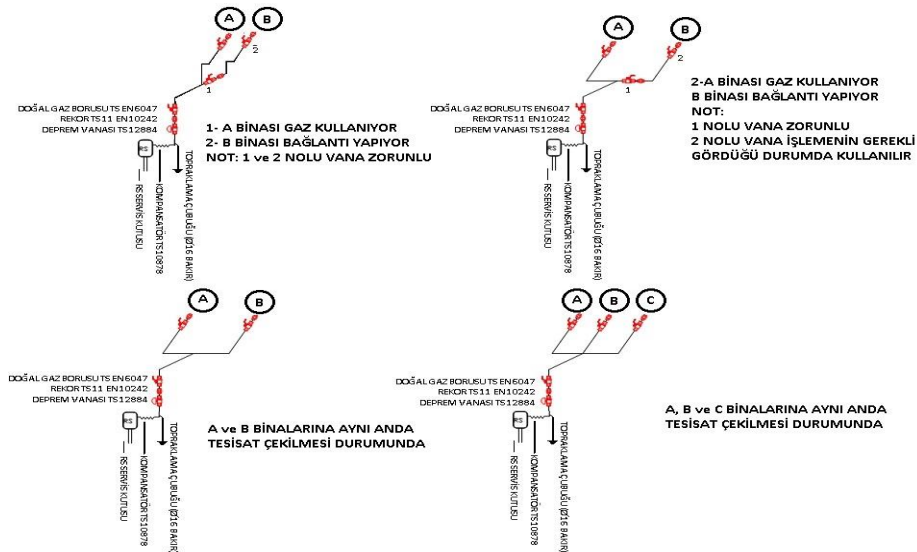 A
B
2
1
DOĞAL GAZ BORUSU TS EN6047
REKOR TS11 EN10242
DEPREM VANASI TS12884
RS
RS SERVİS KUTUSU
KOMPANSATÖR TS10878
TOPRAKLAMA ÇUBUĞU (Ø16 BAKIR)
1- A BİNASI GAZ KULLANIYOR
2- B BİNASI BAĞLANTI YAPIYOR
NOT: 1 ve 2 NOLU VANA ZORUNLU
A
B
2
1
DOĞAL GAZ BORUSU TS EN6047
REKOR TS11 EN10242
DEPREM VANASI TS12884
RS
RS SERVİS KUTUSU
KOMPANSATÖR TS10878
TOPRAKLAMA ÇUBUĞU (Ø16 BAKIR)
2-A BİNASI GAZ KULLANIYOR
B BİNASI BAĞLANTI YAPIYOR
NOT:
1 NOLU VANA ZORUNLU
2 NOLU VANA İŞLEMENİN GEREKLİ
GÖRDÜĞÜ DURUMDA KULLANILIR
A
B
DOĞAL GAZ BORUSU TS EN6047
REKOR TS11 EN10242
DEPREM VANASI TS12884
RS
RS SERVİS KUTUSU
KOMPANSATÖR TS10878
TOPRAKLAMA ÇUBUĞU (Ø16 BAKIR)
A ve B BİNALARINA AYNI ANDA
TESİSAT ÇEKİLMESİ DURUMUNDA
A
B
C
DOĞAL GAZ BORUSU TS EN6047
REKOR TS11 EN10242
DEPREM VANASI TS12884
RS
RS SERVİS KUTUSU
KOMPANSATÖR TS10878
TOPRAKLAMA ÇUBUĞU (Ø16 BAKIR)
A, B ve C BİNALARINA AYNI ANDA
TESİSAT ÇEKİLMESİ DURUMUNDA